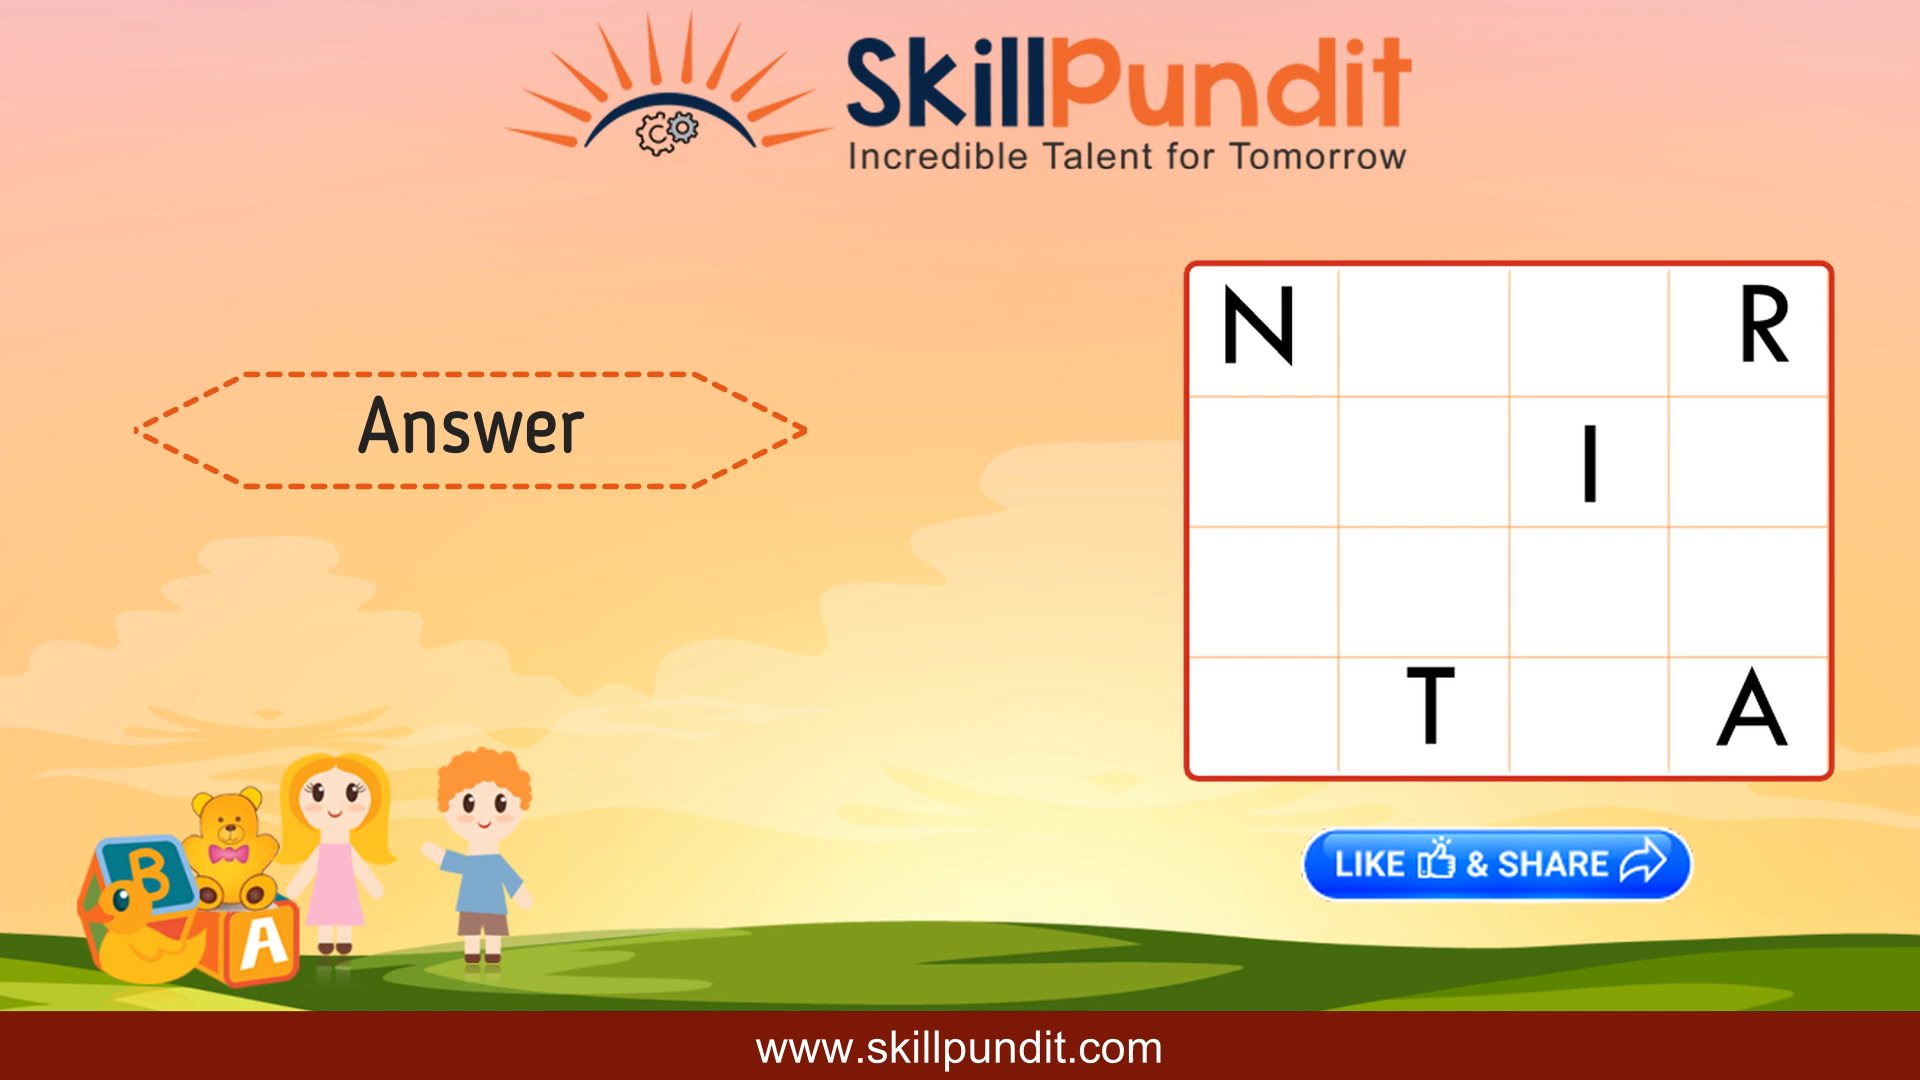 SkillPundit
Incredible Talent for Tomorrow
Answer
N R
I
T A
LIKE & SHARE
B
A
www.skillpundit.com